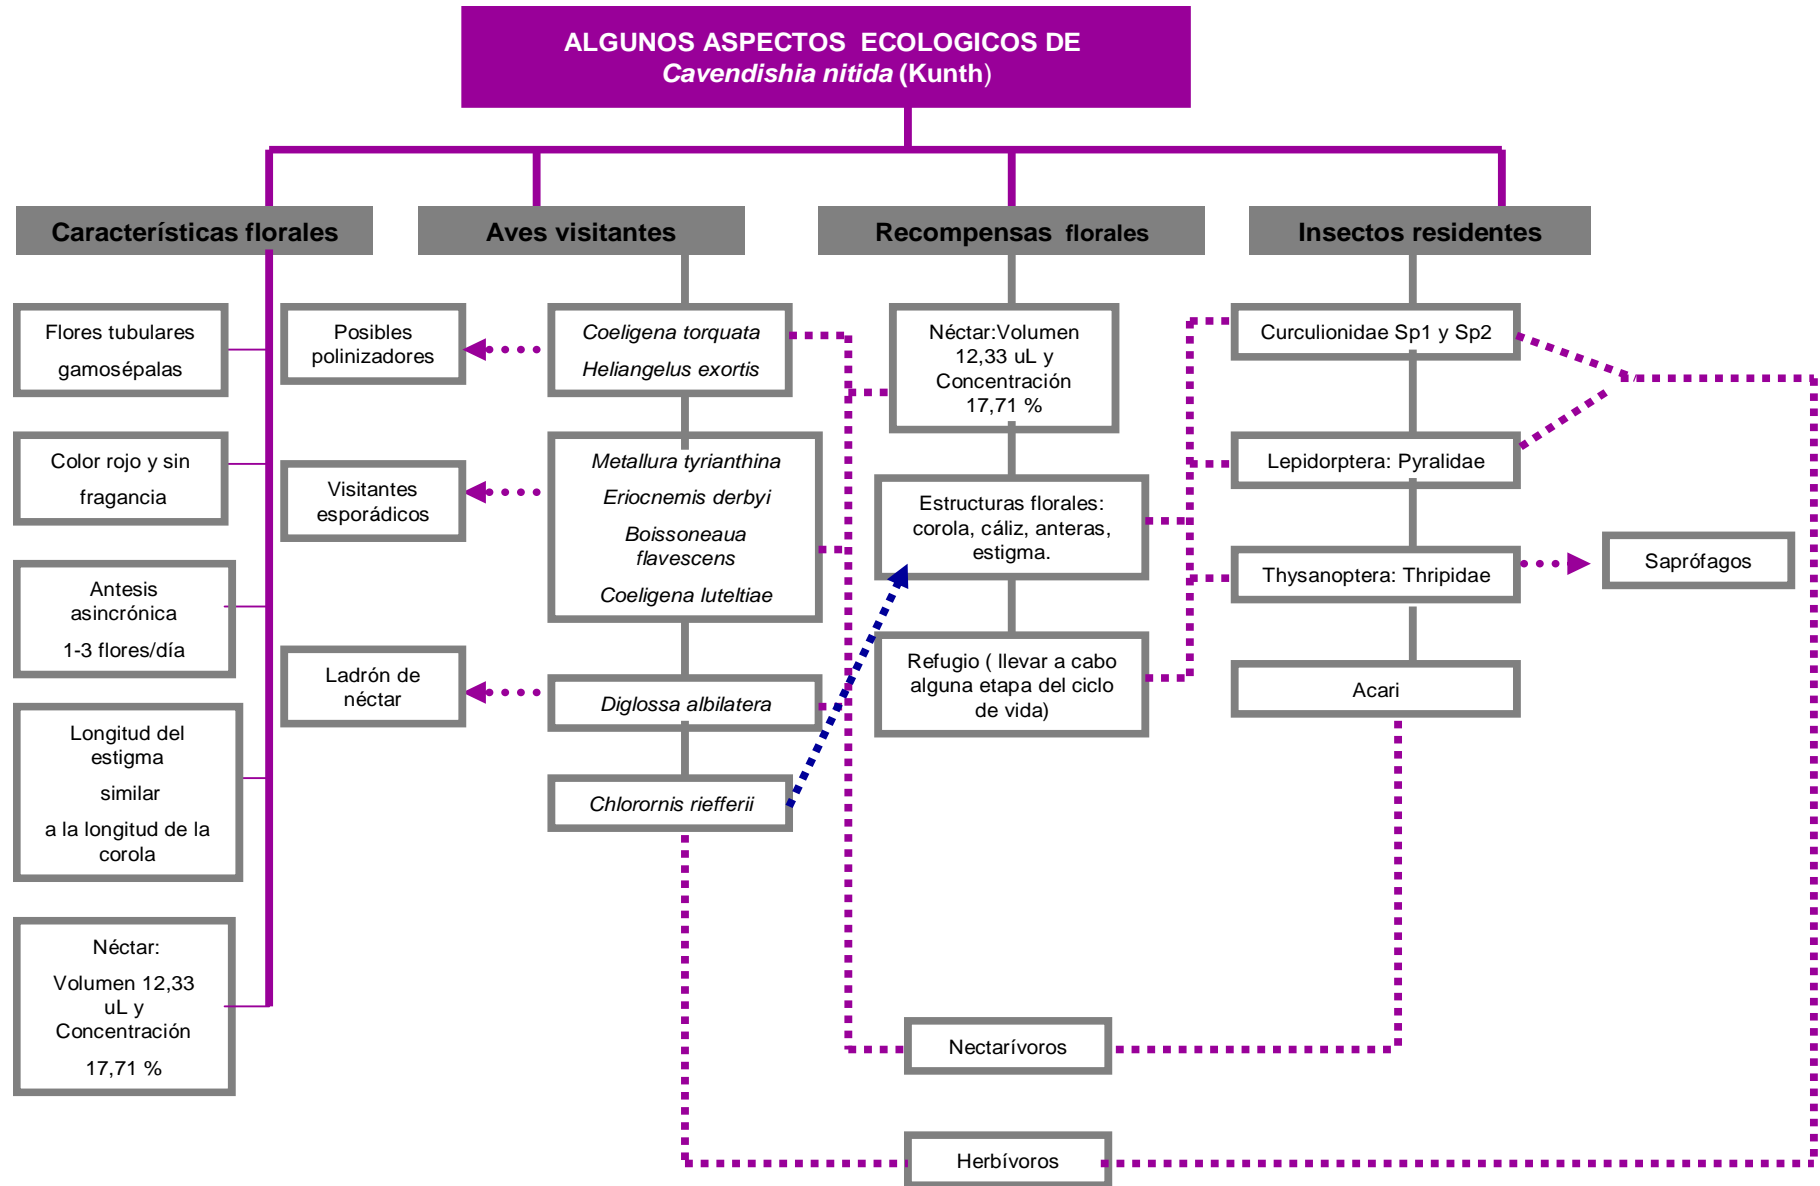 ALGUNOS ASPECTOS ECOLOGICOS DE
Cavendishia nitida (Kunth)
Características florales
Aves visitantes
Recompensas florales
Insectos residentes
Flores tubulares
gamosépalas
Color rojo y sin
fragancia
Antesis
asincrónica
1-3 flores/día
Longitud del
estigma
similar
a la longitud de la
corola
Néctar:
Volumen 12,33
uL y
Concentración
17,71 %
Posibles
polinizadores
Visitantes
esporádicos
Ladrón de
néctar
Coeligena torquata
Heliangelus exortis
Metallura tyrianthina
Eriocnemis derbyi
Boissoneaua
flavescens
Coeligena luteltiae
Diglossa albilatera
Chlorornis riefferii
Néctar:Volumen
12,33 uL y
Concentración
17,71 %
Estructuras florales:
corola, cáliz, anteras,
estigma.
Refugio ( llevar a cabo
alguna etapa del ciclo
de vida)
Curculionidae Sp1 y Sp2
Lepidorptera: Pyralidae
Thysanoptera: Thripidae
Acari
Saprófagos
Nectarívoros
Herbívoros